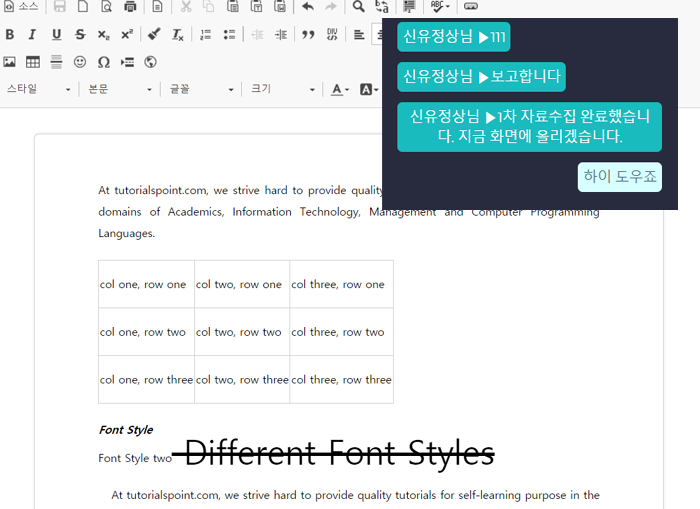 소스
신유정상님 ▶111
B I U S x₂ x² Iₓ DIV
신유정상님 ▶보고합니다
스타일 본문 글꼴 크기 A A
신유정상님 ▶1차 자료수집 완료했습니
다. 지금 화면에 올리겠습니다.
하이 도우죠
At tutorialspoint.com, we strive hard to provide quality
domains of Academics, Information Technology, Management and Computer Programming
Languages.
col one, row one col two, row one col three, row one
col one, row two col two, row two col three, row two
col one, row three col two, row three col three, row three
Font Style
Font Style two Different Font Styles
At tutorialspoint.com, we strive hard to provide quality tutorials for self-learning purpose in the